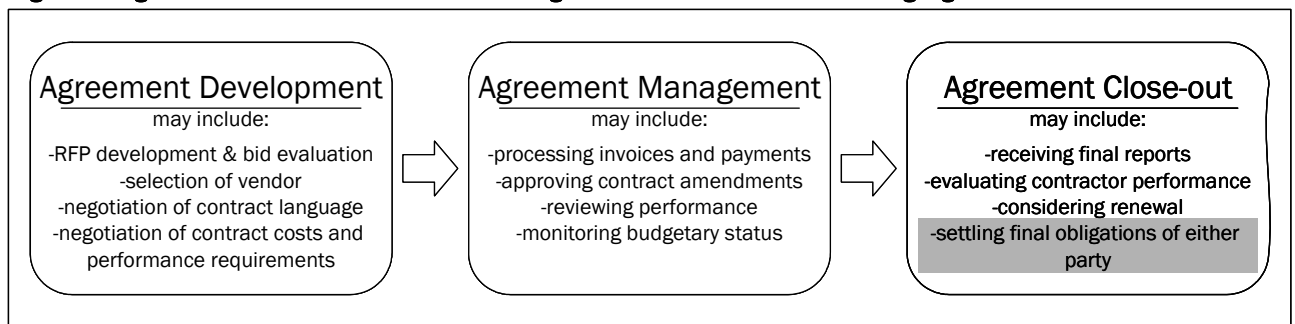 Agreement Development
may include:
-RFP development & bid evaluation
-selection of vendor
-negotiation of contract language
-negotiation of contract costs and
performance requirements
Agreement Management
may include:
-processing invoices and payments
-approving contract amendments
-reviewing performance
-monitoring budgetary status
Agreement Close-out
may include:
-receiving final reports
-evaluating contractor performance
-considering renewal
-settling final obligations of either
party